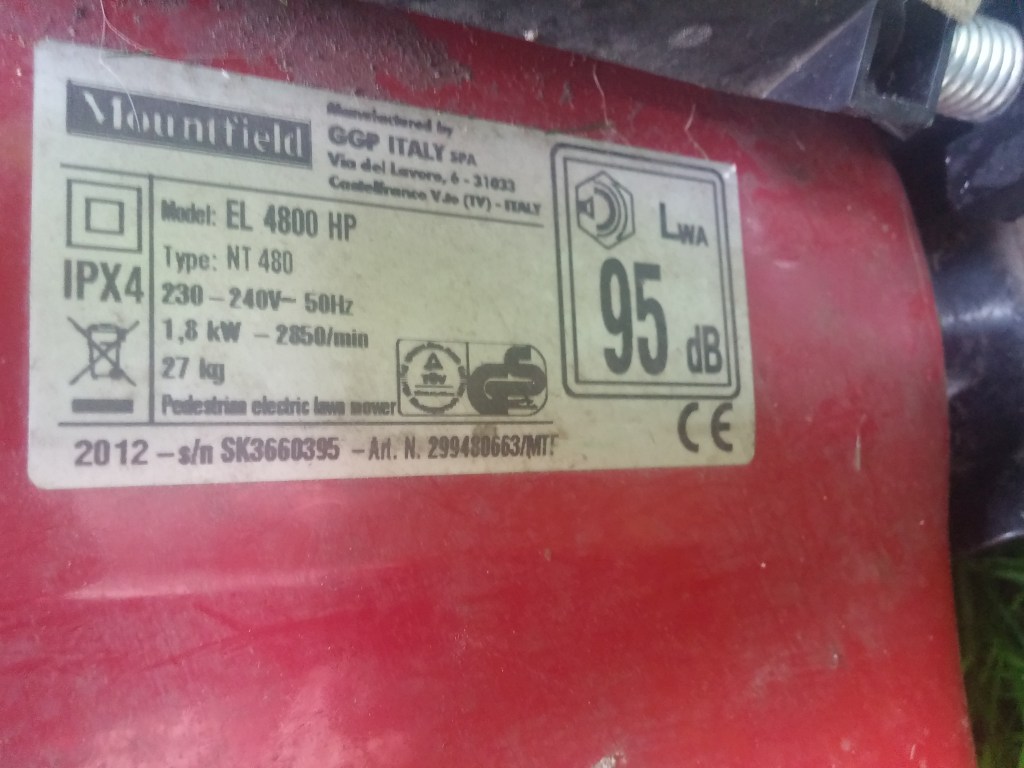 Mountfield
Manufactured by
GGP ITALY SPA
Via del Lavoro, 6 - 31033
Castelfranco V.to (TV) - ITALY
IPX4
Model: EL 4800 HP
Type: NT 480
230 - 240V~ 50Hz
1,8 kW - 2850/min
27 kg
Pedestrian electric lawn mower
TÜV
GS
LWA
95 dB
CE
2012 - s/n SK3660395 - Art. N. 299480663/MTF